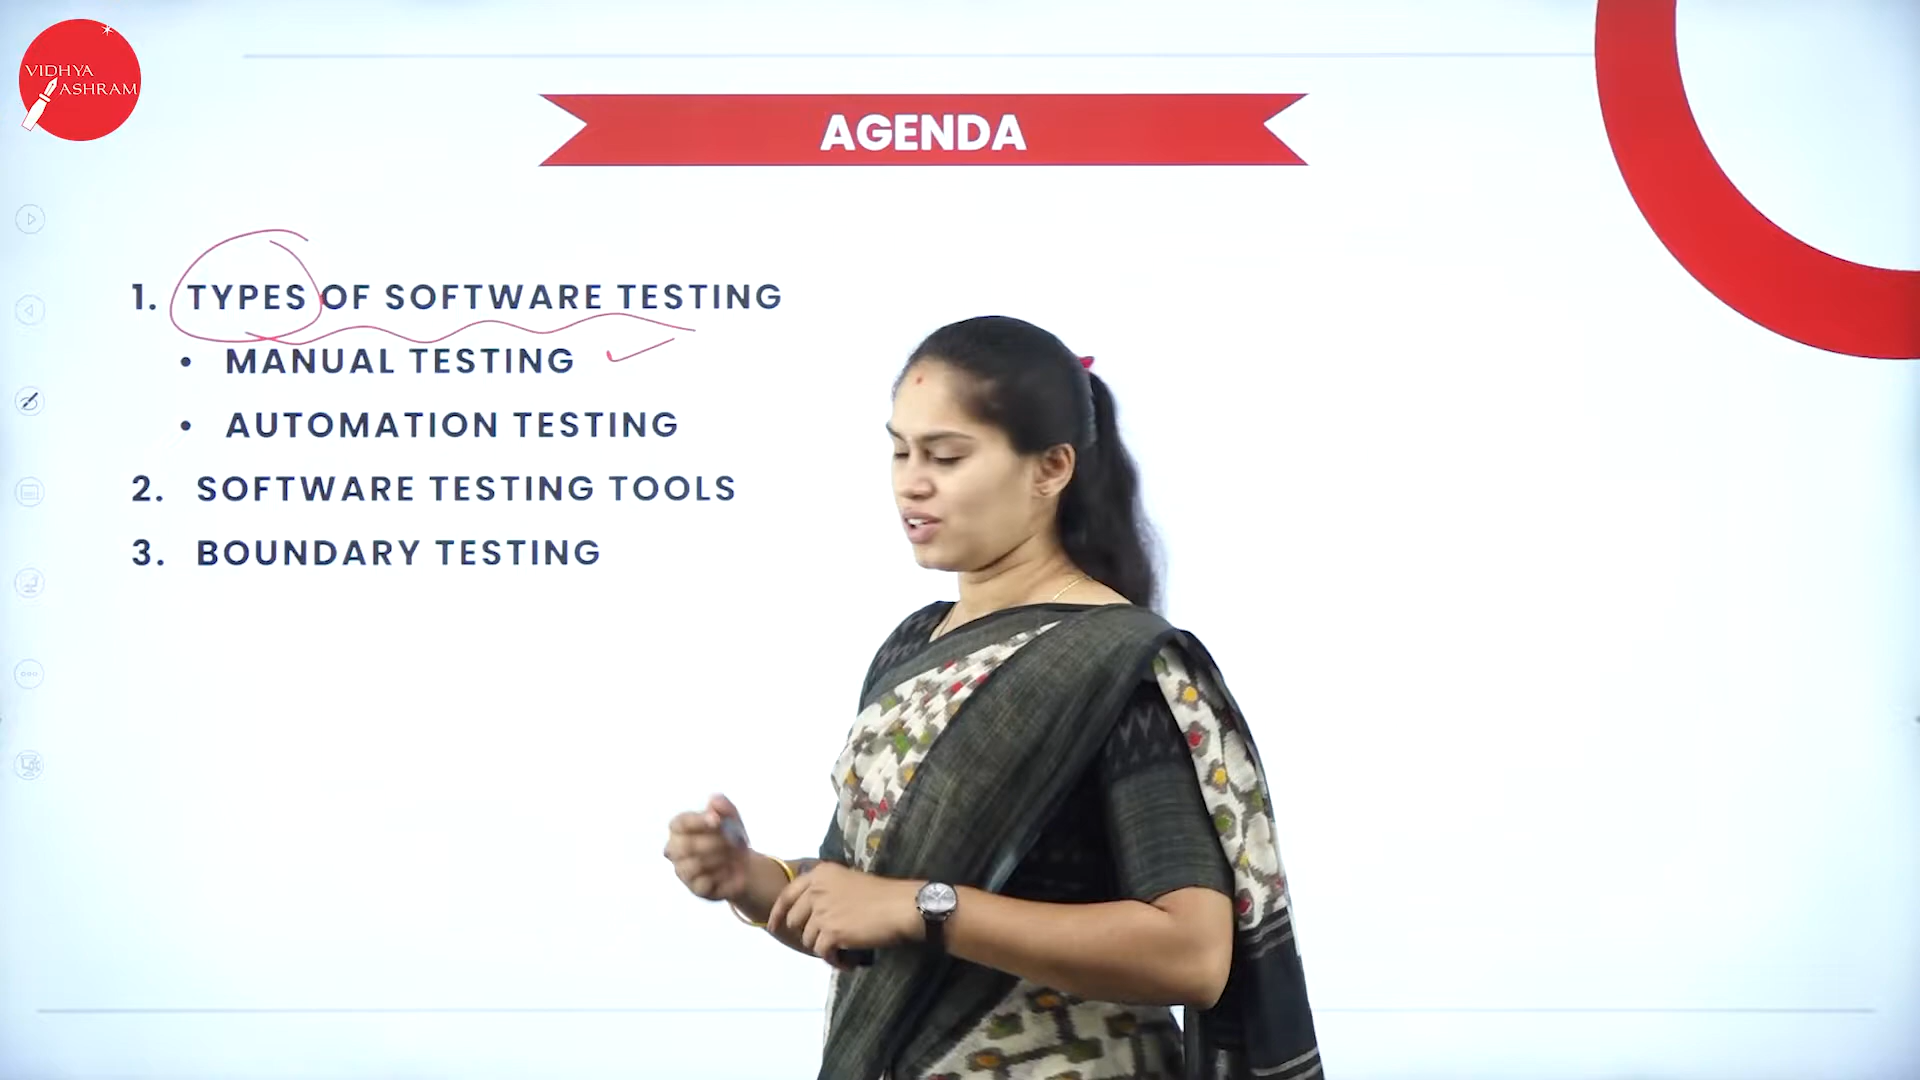 VIDHYA
ASHRAM
AGENDA
1. TYPES OF SOFTWARE TESTING
• MANUAL TESTING
• AUTOMATION TESTING
2. SOFTWARE TESTING TOOLS
3. BOUNDARY TESTING